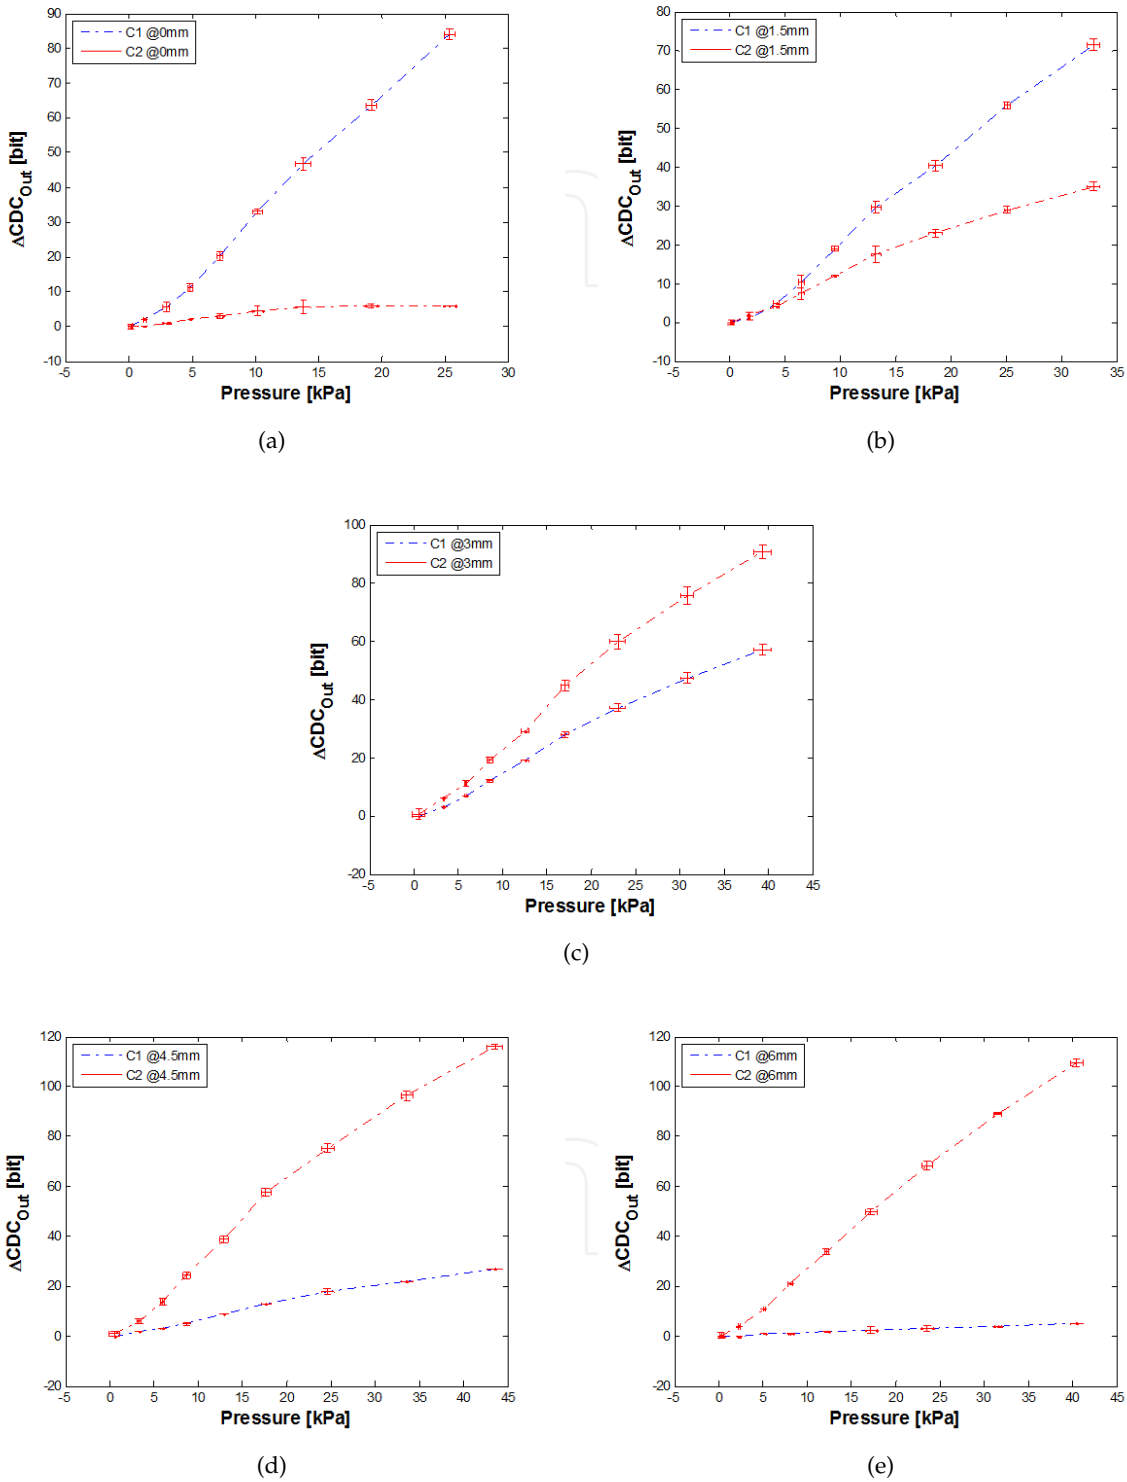 C1 @0mm
C2 @0mm
90
80
70
60
50
40
30
20
10
0
-10
ΔCDC_Out [bit]
-5 0 5 10 15 20 25 30
Pressure [kPa]
(a)
C1 @1.5mm
C2 @1.5mm
80
70
60
50
40
30
20
10
0
-10
ΔCDC_Out [bit]
-5 0 5 10 15 20 25 30 35
Pressure [kPa]
(b)
C1 @3mm
C2 @3mm
100
80
60
40
20
0
-20
ΔCDC_Out [bit]
-5 0 5 10 15 20 25 30 35 40 45
Pressure [kPa]
(c)
C1 @4.5mm
C2 @4.5mm
120
100
80
60
40
20
0
-20
ΔCDC_Out [bit]
-5 0 5 10 15 20 25 30 35 40 45
Pressure [kPa]
(d)
C1 @6mm
C2 @6mm
120
100
80
60
40
20
0
-20
ΔCDC_Out [bit]
-5 0 5 10 15 20 25 30 35 40 45
Pressure [kPa]
(e)